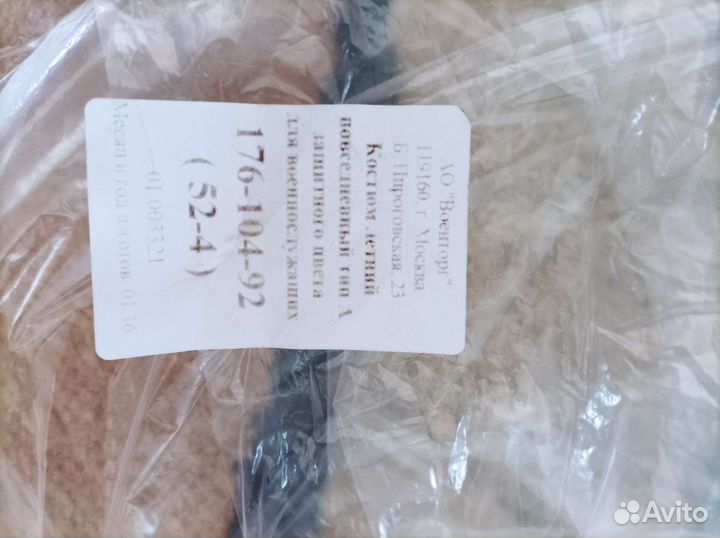 АО "Военторг"
119160, г. Москва
Б. Пироговская, 23
Костюм летний
повседневный тип А
защитного цвета
для военнослужащих
176-104-92
( 52-4 )
01-003321
Месяц и год изготов. 01.16
Avito